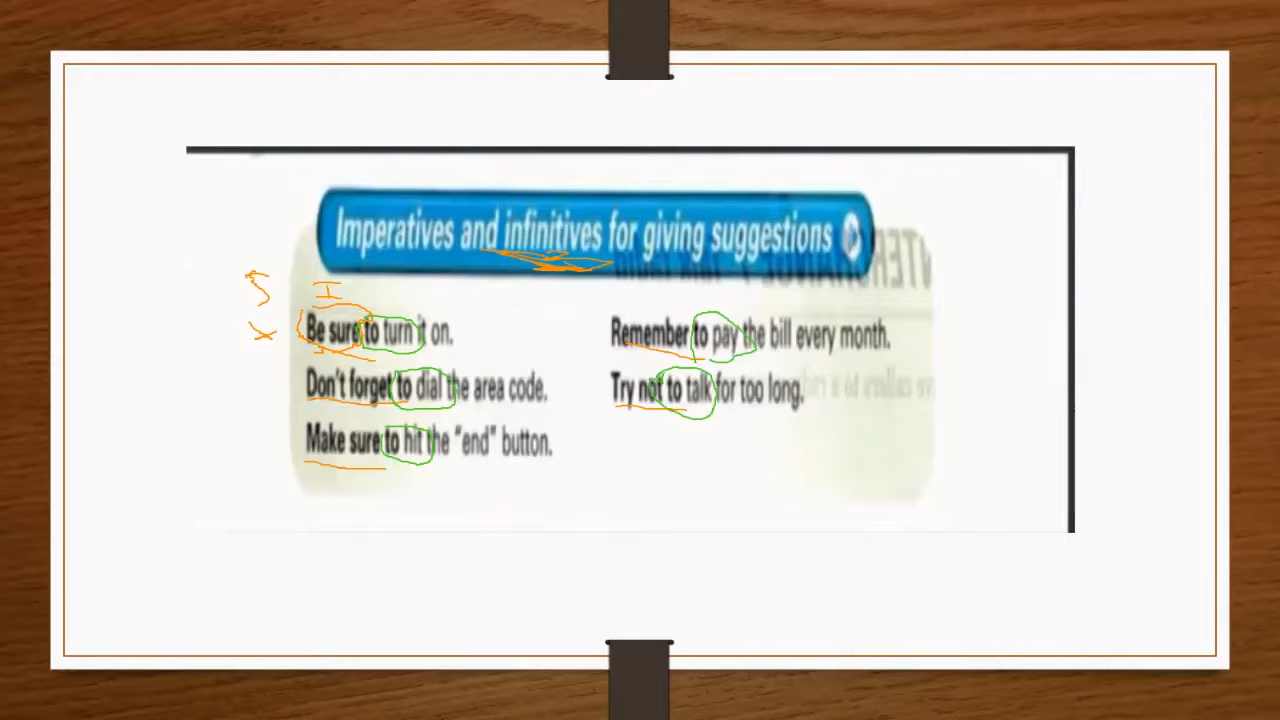 Imperatives and infinitives for giving suggestions
I
Be sure to turn it on.
Don't forget to dial the area code.
Make sure to hit the "end" button.
Remember to pay the bill every month.
Try not to talk for too long.